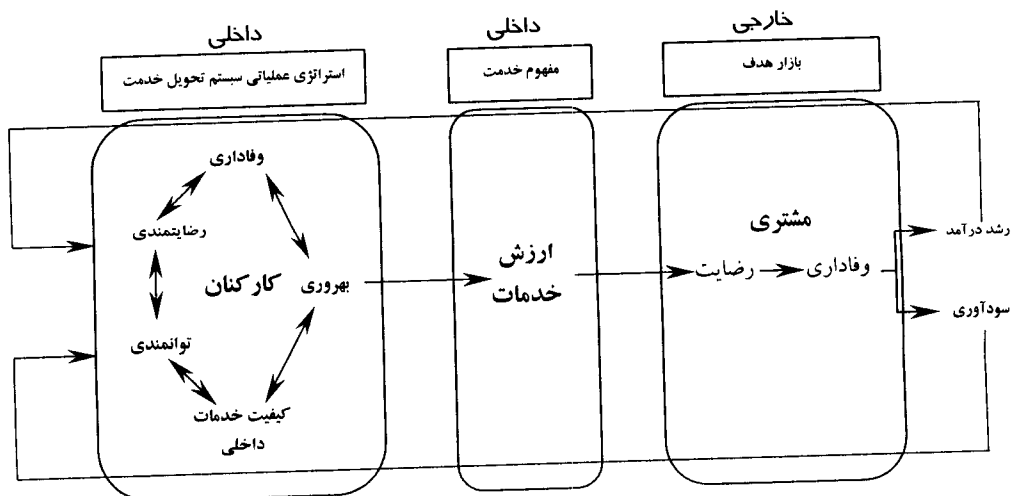 خارجی
داخلی
داخلی
بازار هدف
مفهوم خدمت
استراتژی عملیاتی سیستم تحویل خدمت
وفاداری
رضایتمندی
کارکنان
بهروری
توانمندی
کیفیت خدمات
داخلی
ارزش
خدمات
مشتری
رضایت
وفاداری
رشد درآمد
سودآوری